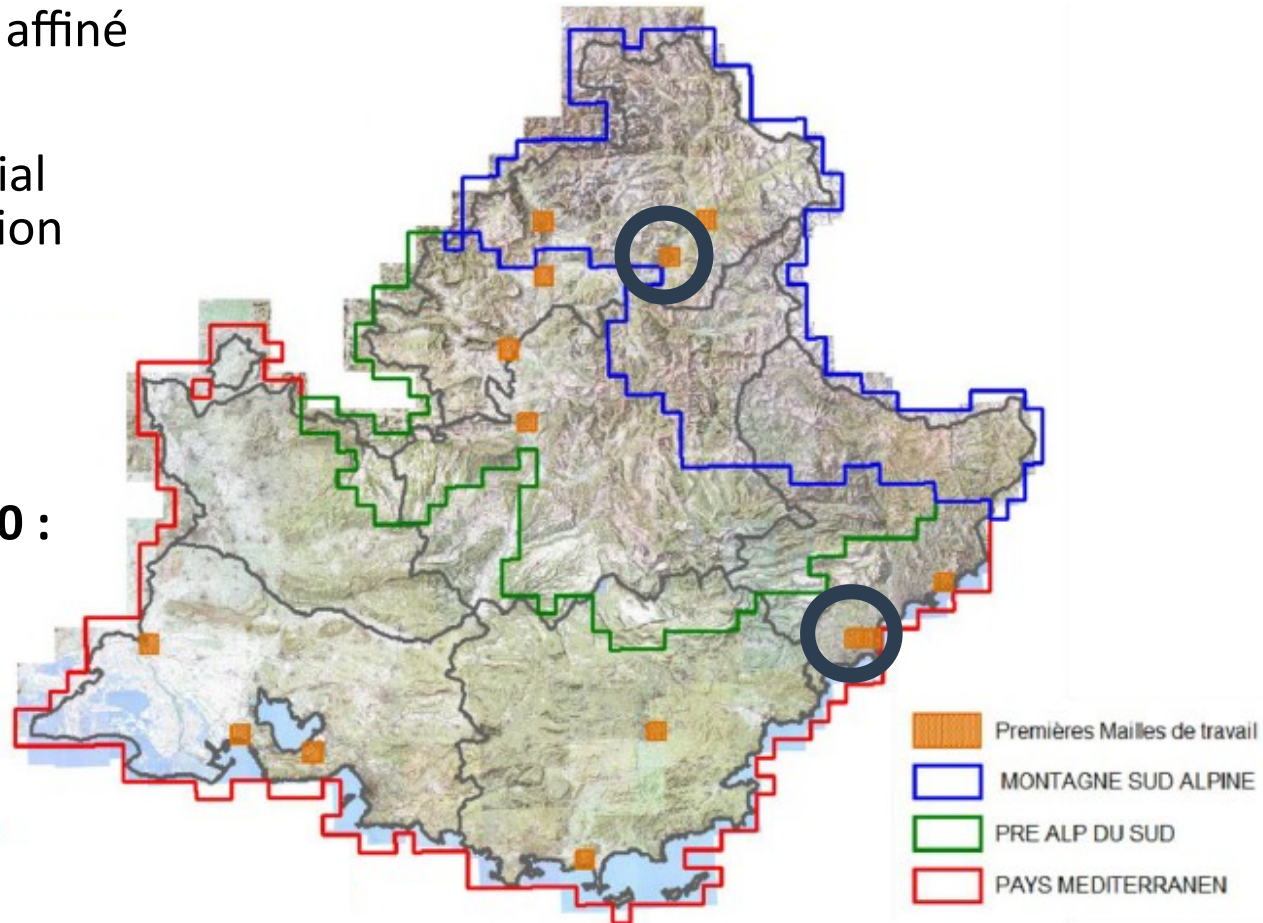 affiné
ial
ion
0 :
Premières Mailles de travail
MONTAGNE SUD ALPINE
PRE ALP DU SUD
PAYS MEDITERRANEN